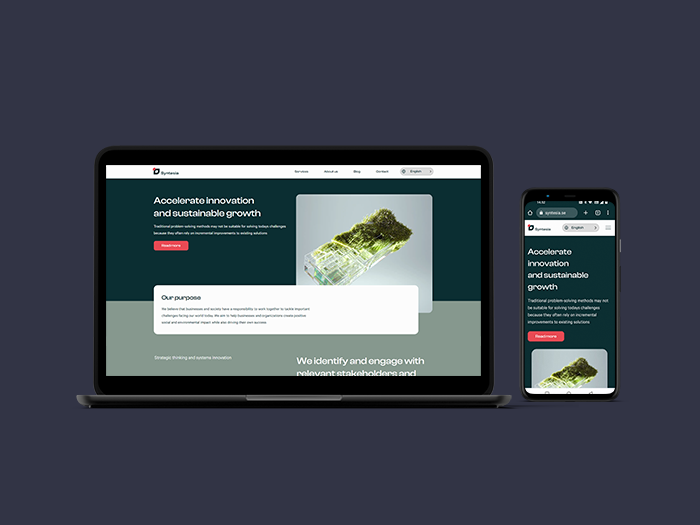 Syntesia
Services
About us
Blog
Contact
English
Accelerate innovation
and sustainable growth
Traditional problem-solving methods may not be suitable for solving todays challenges
because they often rely on incremental improvements to existing solutions
Read more
Our purpose
We believe that businesses and society have a responsibility to work together to tackle important
challenges facing our world today. We aim to help businesses and organizations create positive
social and environmental impact while also driving their own success.
Strategic thinking and systems innovation
We identify and engage with
relevant stakeholders and
14:52
syntesia.se
Syntesia
English
Accelerate
innovation
and sustainable
growth
Traditional problem-solving methods may not
be suitable for solving todays challenges
because they often rely on incremental
improvements to existing solutions
Read more